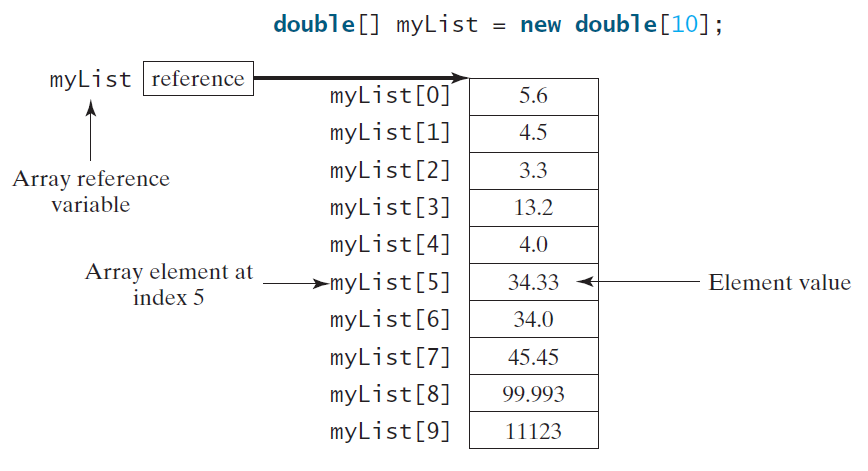 double[] myList = new double[10];
myList reference
myList[0] 5.6
myList[1] 4.5
myList[2] 3.3
Array reference
variable
myList[3] 13.2
myList[4] 4.0
Array element at
index 5
myList[5] 34.33 Element value
myList[6] 34.0
myList[7] 45.45
myList[8] 99.993
myList[9] 11123